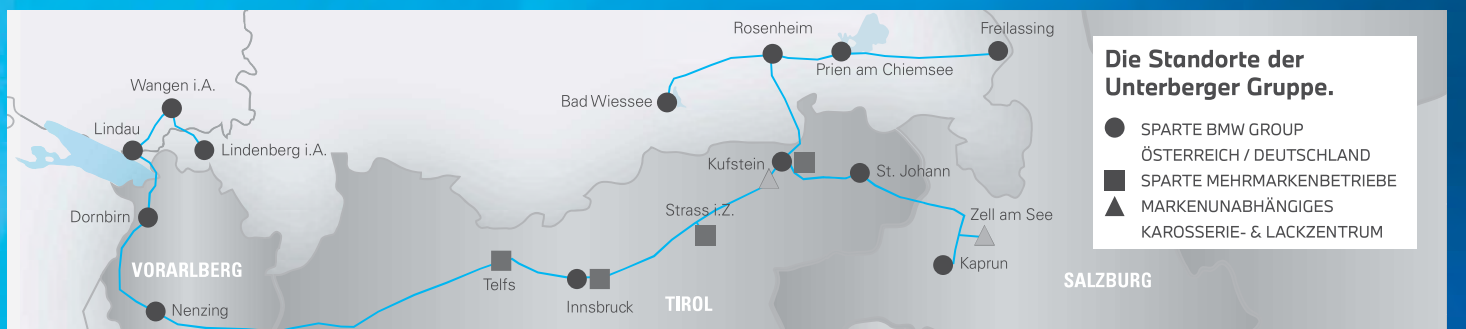 Rosenheim
Freilassing
Prien am Chiemsee
Wangen i.A.
Bad Wiessee
Lindau
Lindenberg i.A.
Kufstein
St. Johann
Dornbirn
Strass i.Z.
Zell am See
VORARLBERG
Kaprun
Telfs
SALZBURG
Nenzing
Innsbruck
TIROL
Die Standorte der
Unterberger Gruppe.
SPARTE BMW GROUP
ÖSTERREICH / DEUTSCHLAND
SPARTE MEHRMARKENBETRIEBE
MARKENUNABHÄNGIGES
KAROSSERIE- & LACKZENTRUM